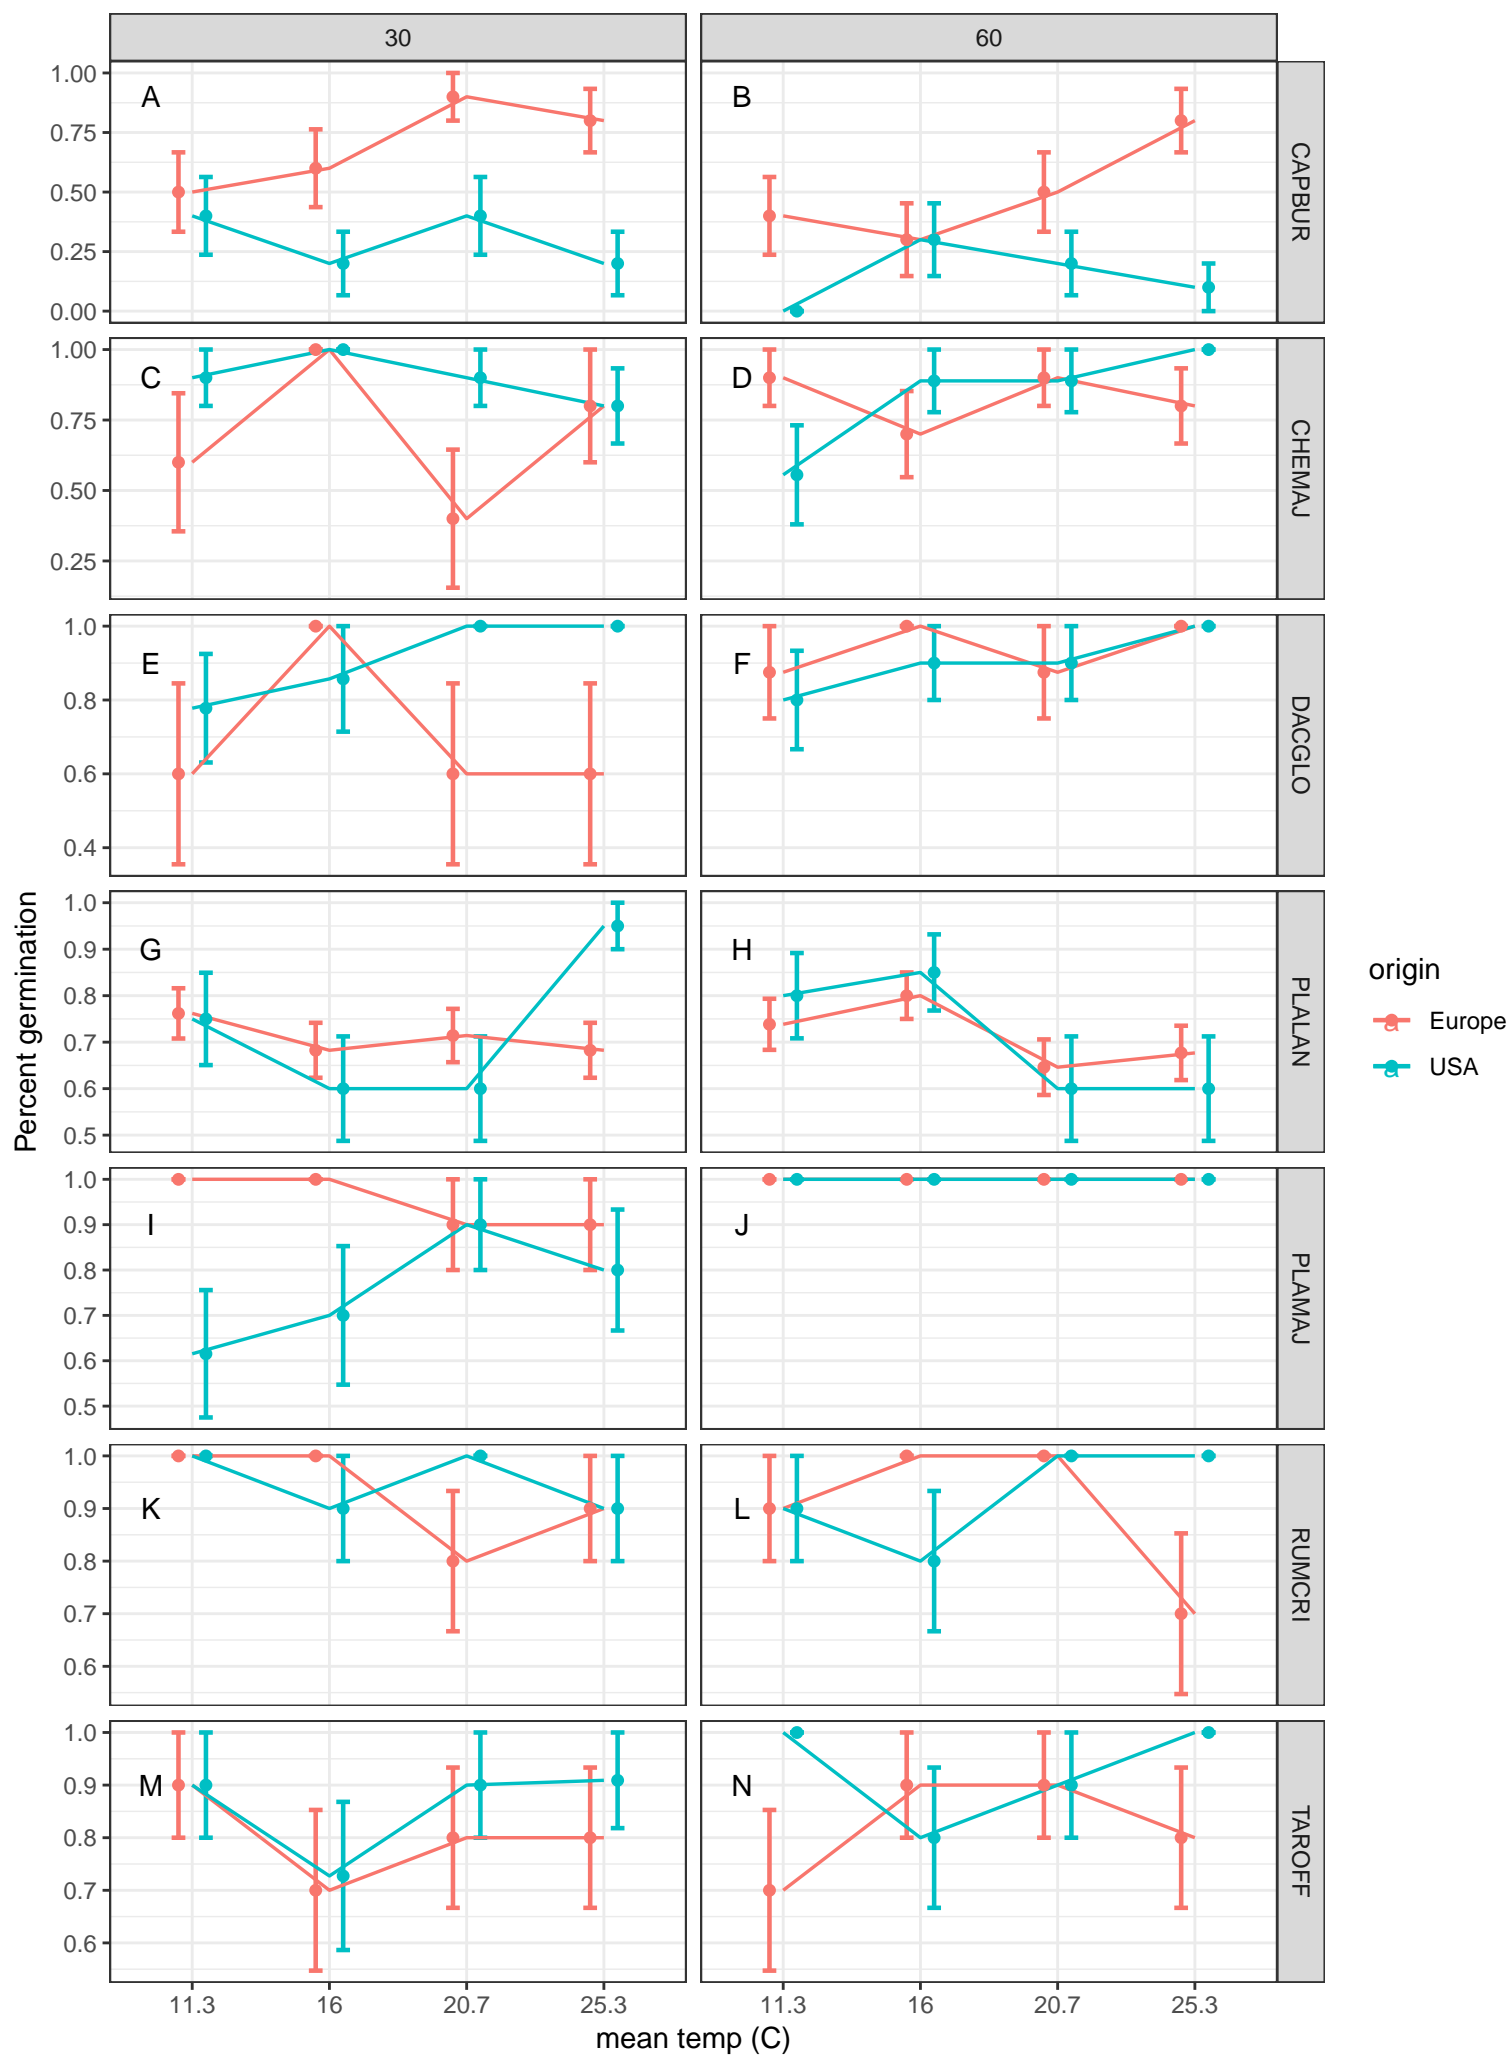 30 60
1.00
0.75
0.50
0.25
0.00
A
B
CAPBUR
1.00
0.75
0.50
0.25
C
D
CHEMAJ
1.0
0.8
0.6
0.4
E
F
DACGLO
1.0
0.9
0.8
0.7
0.6
0.5
G
H
PLALAN
1.0
0.9
0.8
0.7
0.6
0.5
I
J
PLAMAJ
1.0
0.9
0.8
0.7
0.6
K
L
RUMCRI
1.0
0.9
0.8
0.7
0.6
M
N
TAROFF
11.3 16 20.7 25.3
11.3 16 20.7 25.3
mean temp (C)
Percent germination
origin
a Europe
a USA